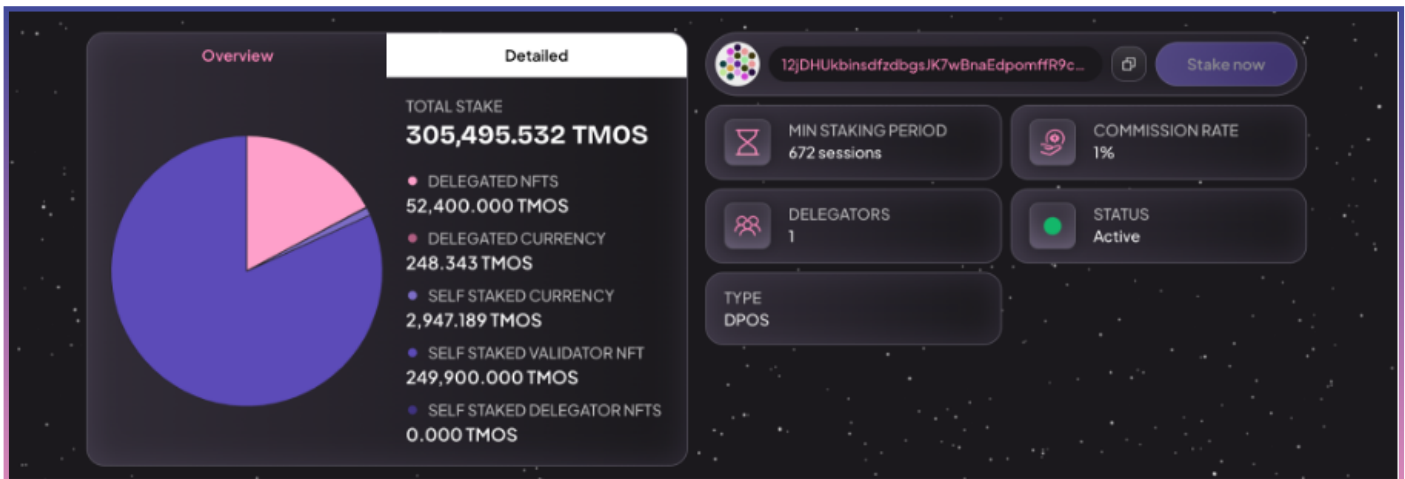 Overview
Detailed
TOTAL STAKE
305,495.532 TMOS
DELEGATED NFTS
52,400.000 TMOS
DELEGATED CURRENCY
248.343 TMOS
SELF STAKED CURRENCY
2,947.189 TMOS
SELF STAKED VALIDATOR NFT
249,900.000 TMOS
SELF STAKED DELEGATOR NFTS
0.000 TMOS
12jDHUkbinsdfzdbgsJK7wBnaEdpomffR9c...
Stake now
MIN STAKING PERIOD
672 sessions
COMMISSION RATE
1%
DELEGATORS
1
STATUS
Active
TYPE
DPOS